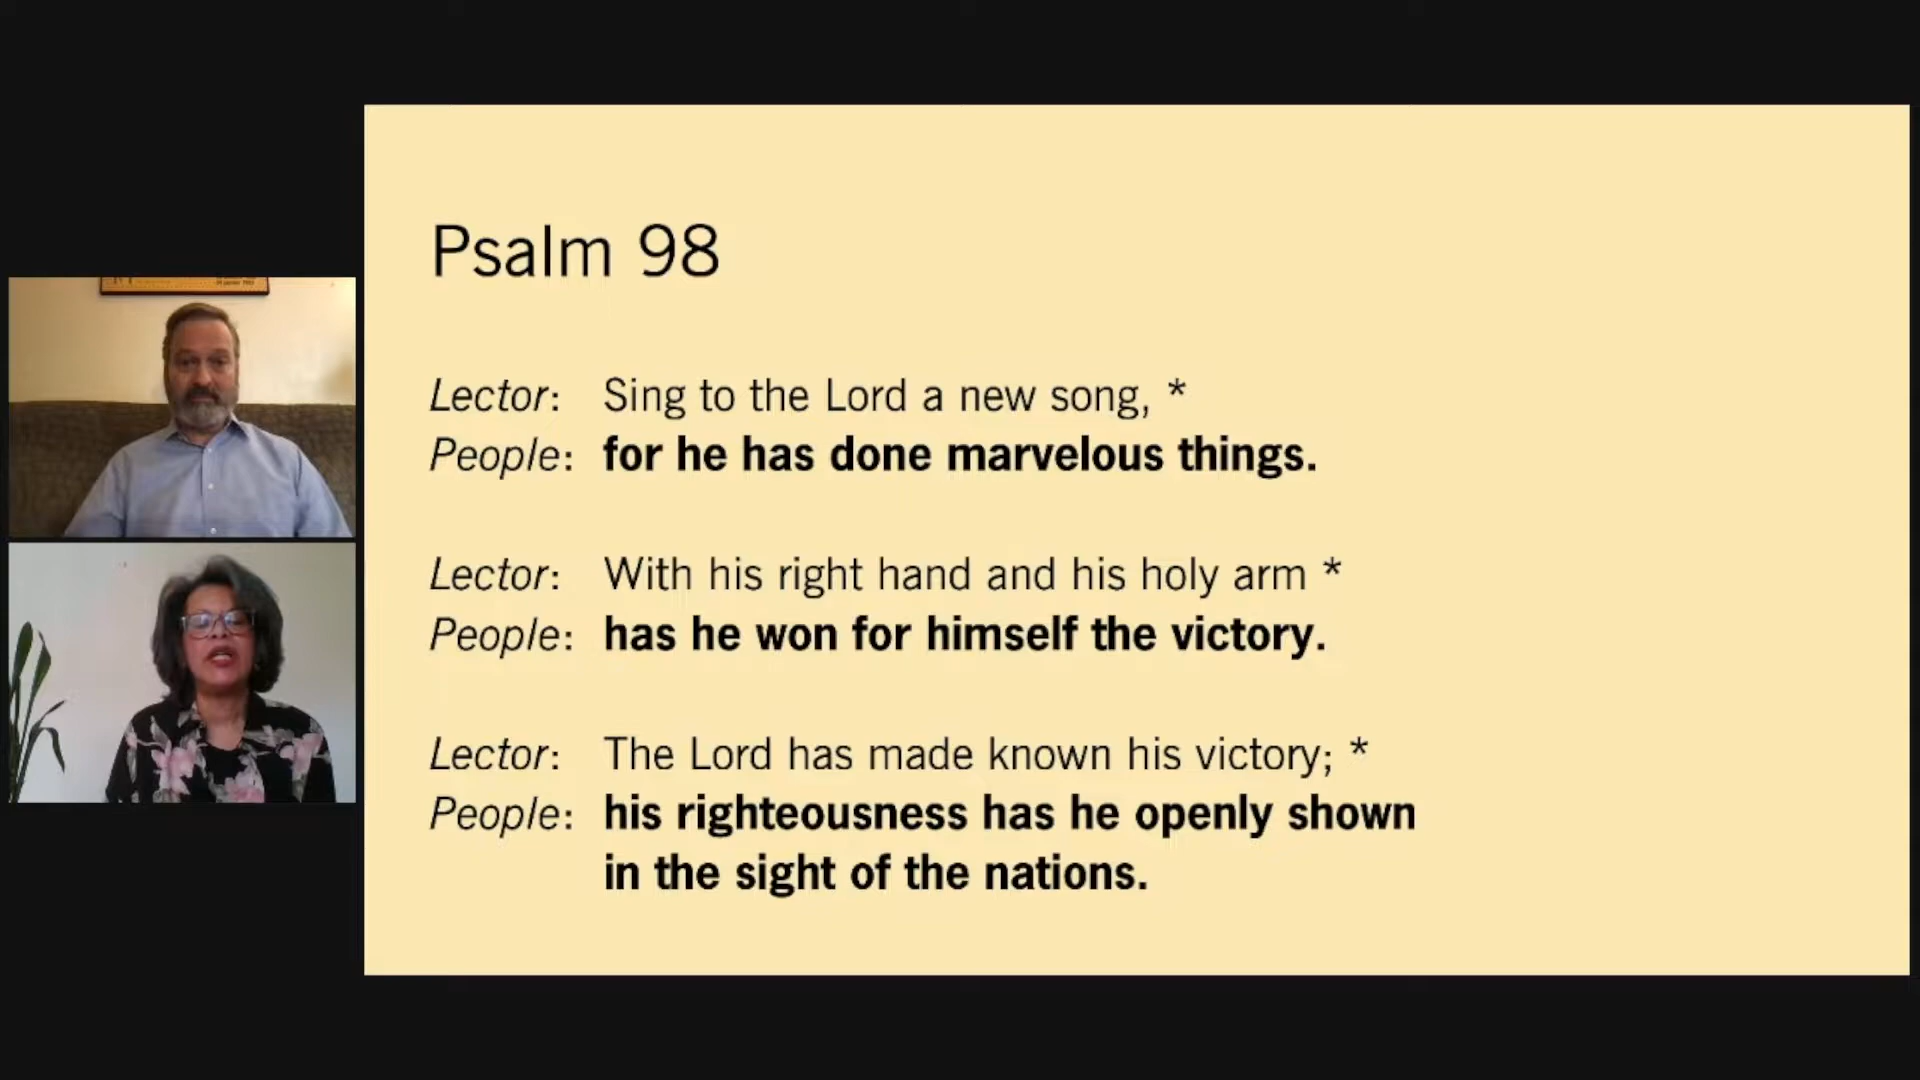 Psalm 98
Lector: Sing to the Lord a new song, *
People: for he has done marvelous things.
Lector: With his right hand and his holy arm *
People: has he won for himself the victory.
Lector: The Lord has made known his victory; *
People: his righteousness has he openly shown
in the sight of the nations.